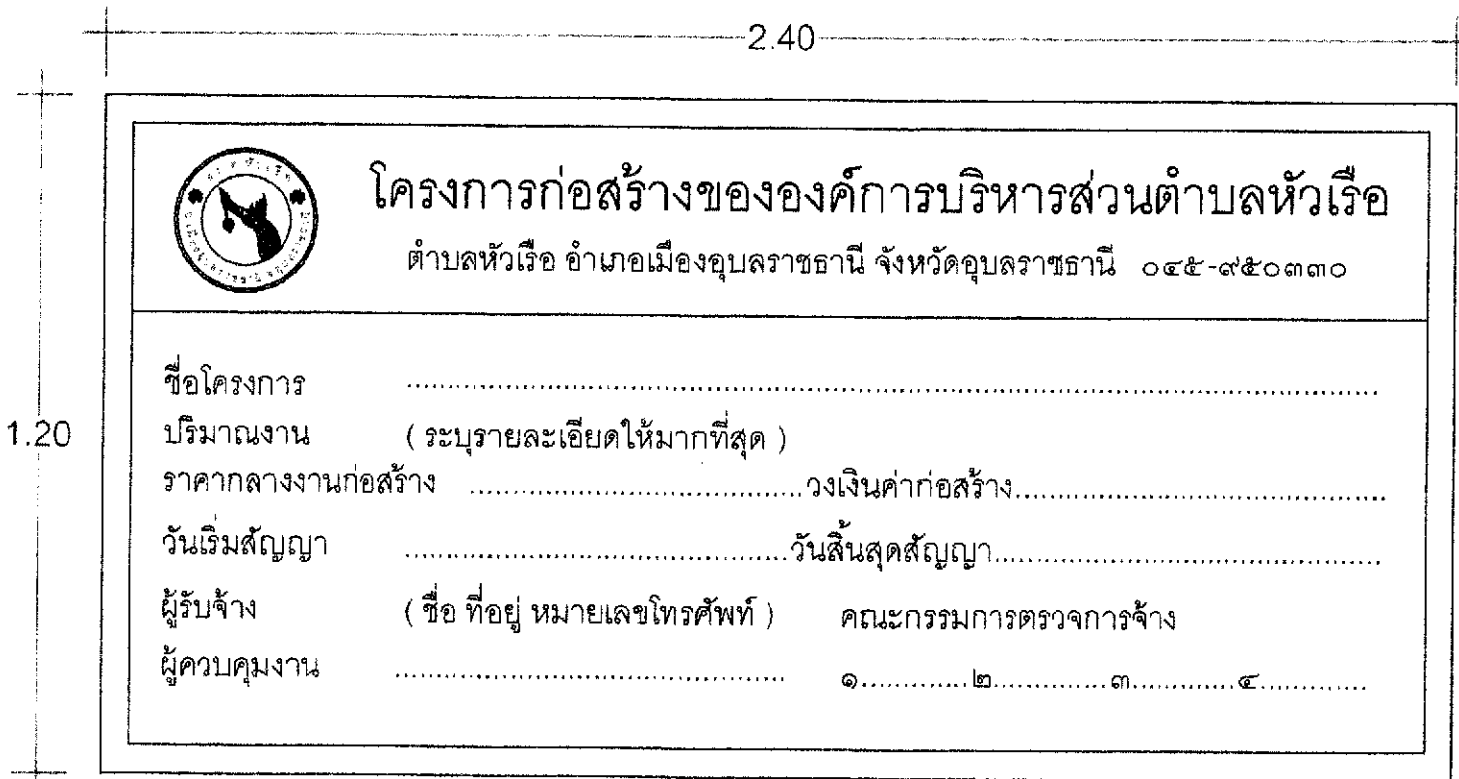 2.40
โครงการก่อสร้างขององค์การบริหารส่วนตำบลหัวเรือ
ตำบลหัวเรือ อำเภอเมืองอุบลราชธานี จังหวัดอุบลราชธานี ๐๔๕-๙๕๐๓๓๐
1.20
ชื่อโครงการ ........................................
ปริมาณงาน ( ระบุรายละเอียดให้มากที่สุด )
ราคากลางงานก่อสร้าง ....................วงเงินค่าก่อสร้าง....................
วันเริ่มสัญญา ....................วันสิ้นสุดสัญญา....................
ผู้รับจ้าง ( ชื่อ ที่อยู่ หมายเลขโทรศัพท์ ) คณะกรรมการตรวจการจ้าง
ผู้ควบคุมงาน .................... ๑.............๒.............๓.............๔.............